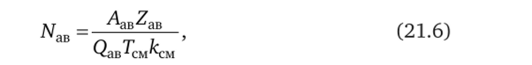 N_ав = A_ав Z_ав / Q_ав T_см k_см, (21.6)